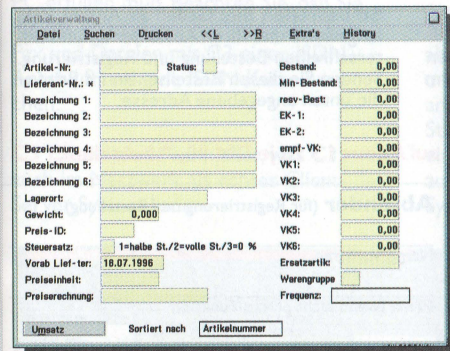 Artikelverwaltung
Datei Suchen Drucken <<L >>R Extra's History
Artikel-Nr: Status: Bestand: 0,00
Lieferant-Nr.: × Min-Bestand: 0,00
Bezeichnung 1: resv-Best: 0,00
Bezeichnung 2: EK-1: 0,00
Bezeichnung 3: EK-2: 0,00
Bezeichnung 4: empf-VK: 0,00
Bezeichnung 5: VK1: 0,00
Bezeichnung 6: VK2: 0,00
Lagerort: VK3: 0,00
Gewicht: 0,000 VK4: 0,00
Preis-ID: VK5: 0,00
Steuersatz: 1=halbe St./2=volle St./3=0 % VK6: 0,00
Vorab Lief-ter: 18.07.1996 Ersatzartik:
Preiseinheit: Warengruppe
Preiserechnung: Frequenz:
Umsatz Sortiert nach Artikelnummer